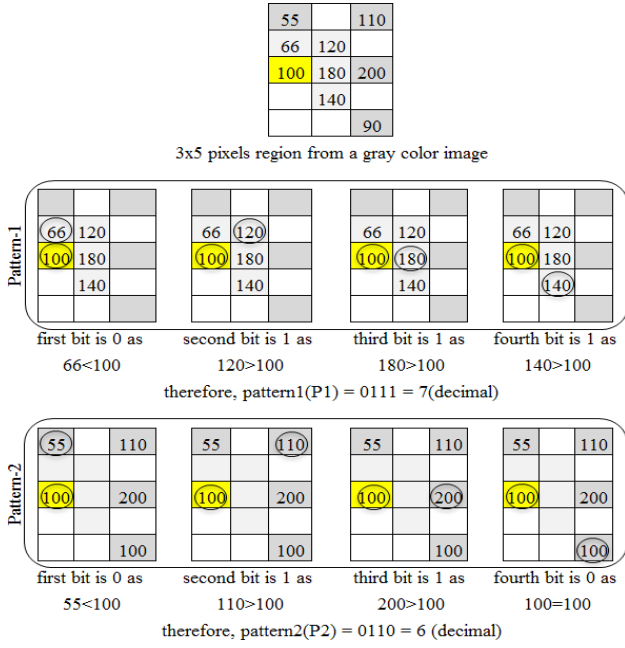 55 110
66 120
100 180 200
140
90
3x5 pixels region from a gray color image
Pattern-1
66 120 66 120 66 120 66 120
100 180 100 180 100 180 100 180
140 140 140 140
first bit is 0 as second bit is 1 as third bit is 1 as fourth bit is 1 as
66<100 120>100 180>100 140>100
therefore, pattern1(P1) = 0111 = 7(decimal)
Pattern-2
55 110 55 110 55 110 55 110
100 200 100 200 100 200 100 200
100 100 100 100
first bit is 0 as second bit is 1 as third bit is 1 as fourth bit is 0 as
55<100 110>100 200>100 100=100
therefore, pattern2(P2) = 0110 = 6 (decimal)